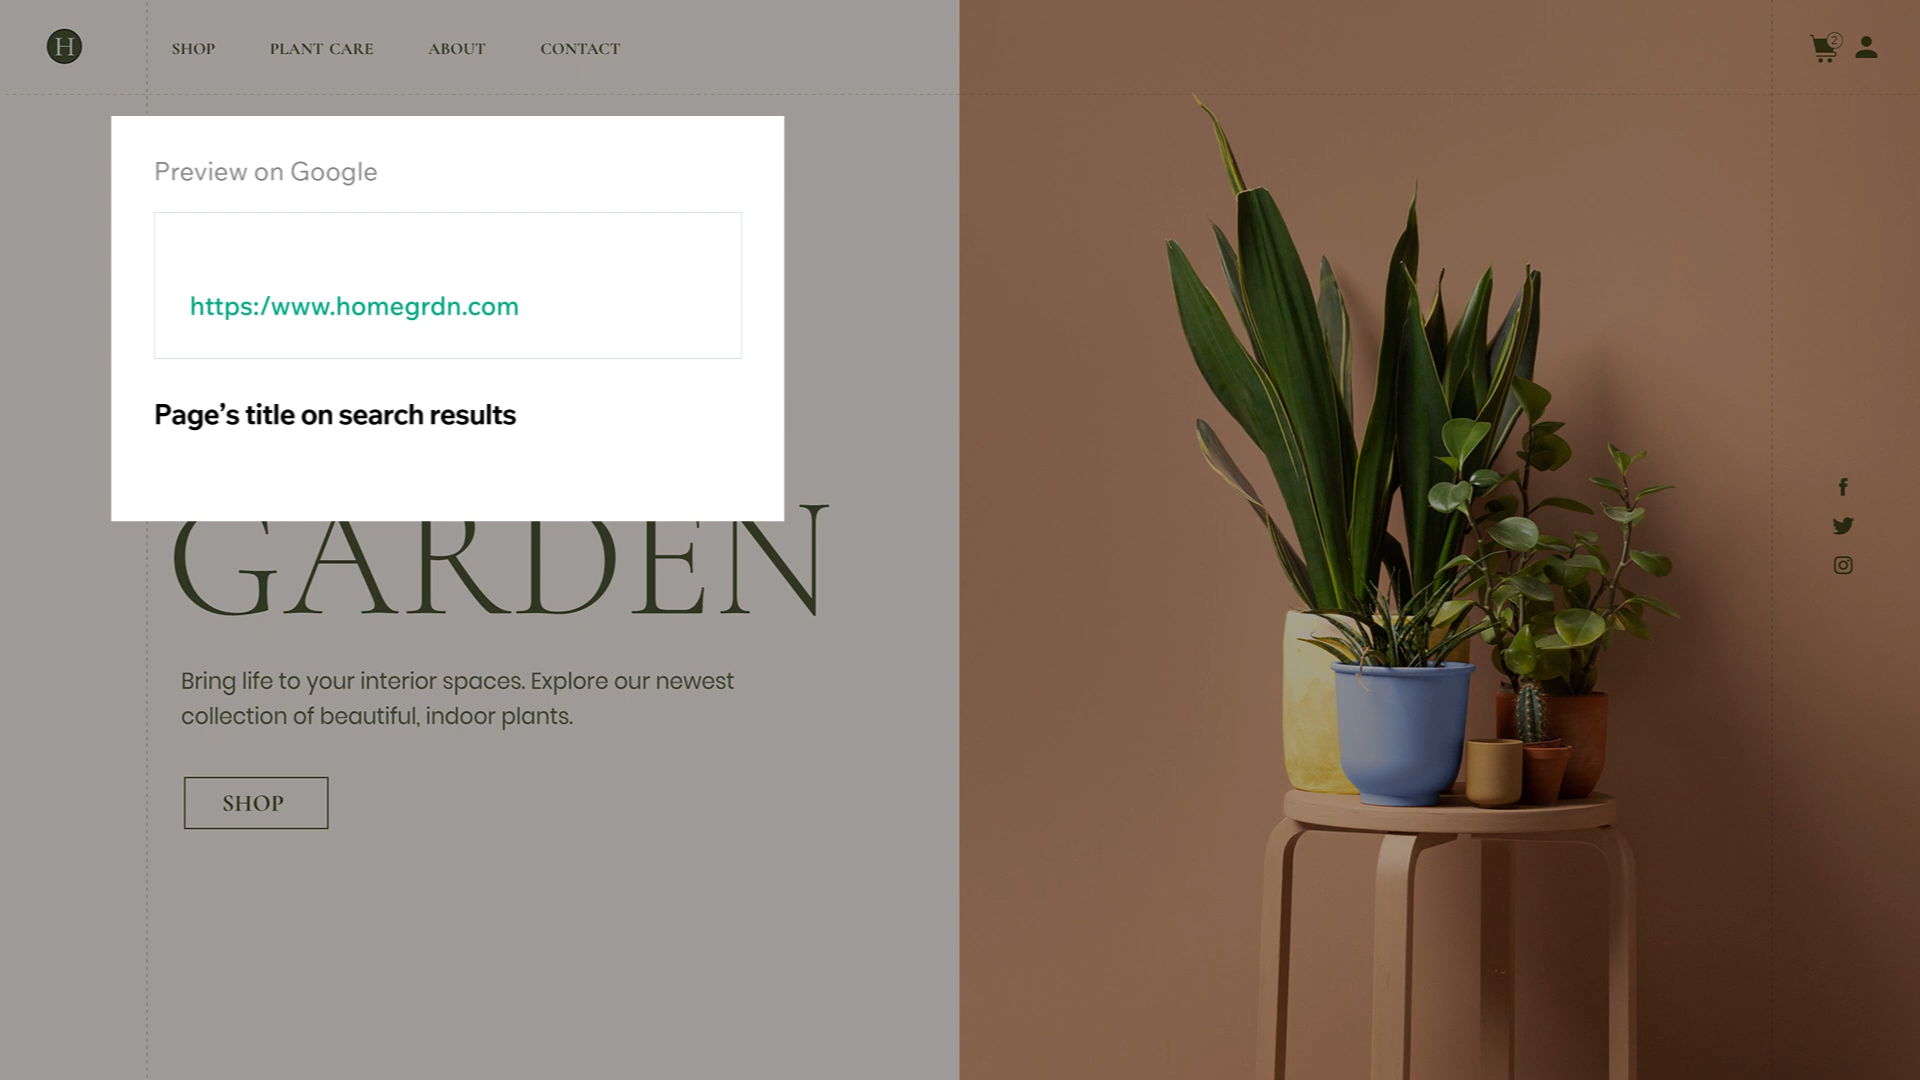 H
SHOP PLANT CARE ABOUT CONTACT
2
Preview on Google
https:/www.homegrdn.com
Page’s title on search results
GARDEN
Bring life to your interior spaces. Explore our newest
collection of beautiful, indoor plants.
SHOP